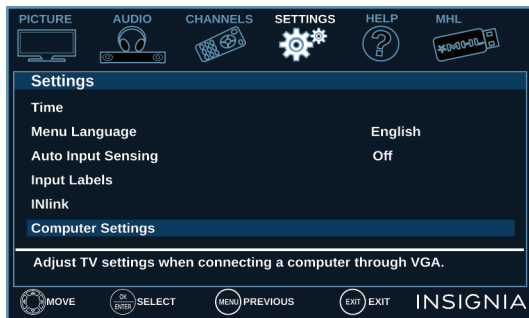 PICTURE AUDIO CHANNELS SETTINGS HELP MHL
MHL
Settings
Time
Menu Language English
Auto Input Sensing Off
Input Labels
INlink
Computer Settings
Adjust TV settings when connecting a computer through VGA.
MOVE OK ENTER SELECT MENU PREVIOUS EXIT EXIT INSIGNIA